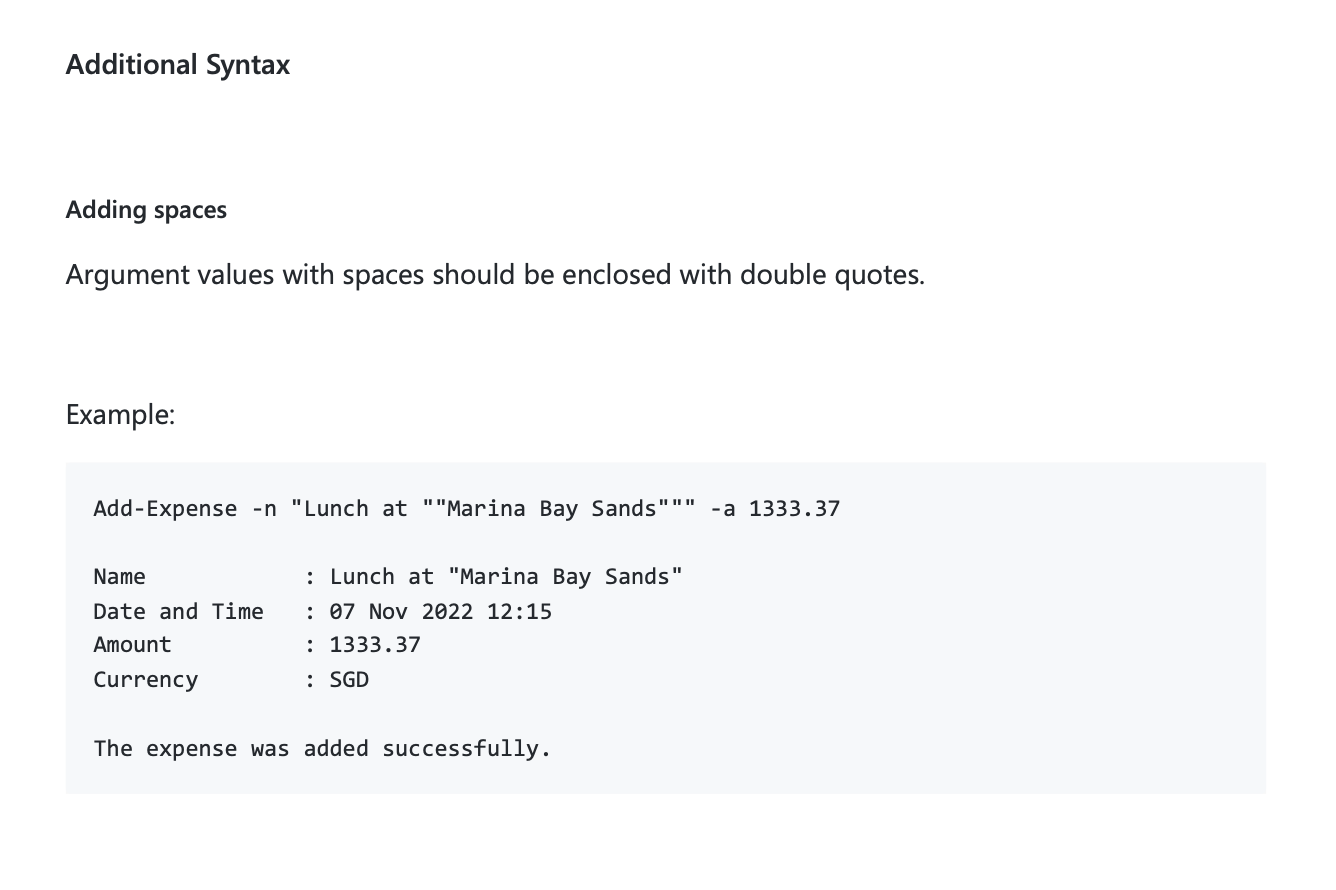 Additional Syntax
Adding spaces
Argument values with spaces should be enclosed with double quotes.
Example:
Add-Expense -n "Lunch at ""Marina Bay Sands""" -a 1333.37
Name            : Lunch at "Marina Bay Sands"
Date and Time   : 07 Nov 2022 12:15
Amount          : 1333.37
Currency        : SGD
The expense was added successfully.